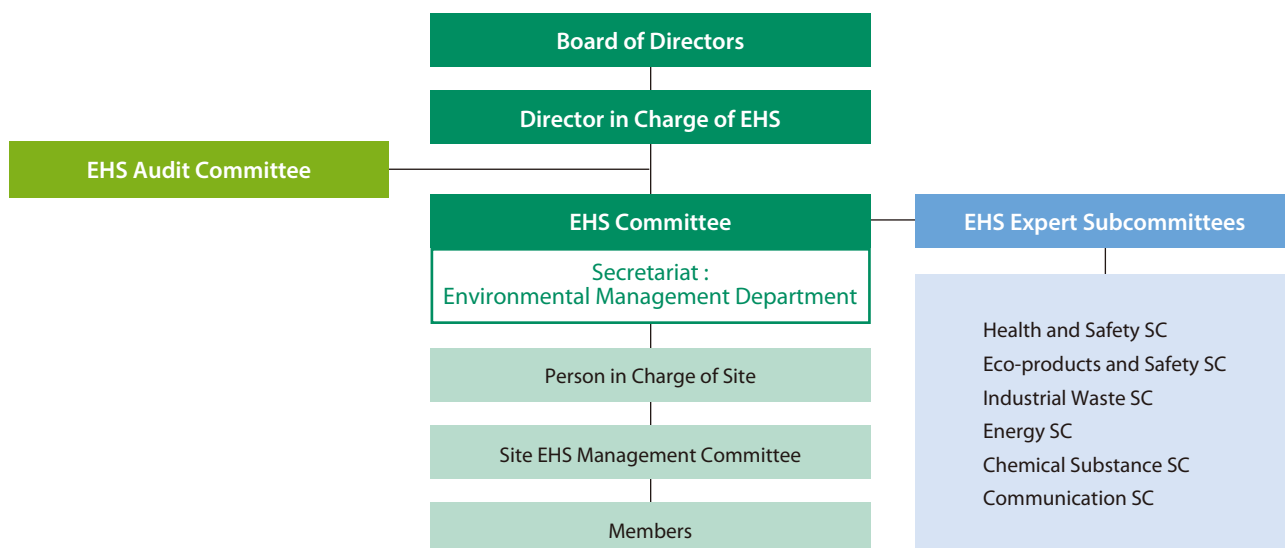 Board of Directors
Director in Charge of EHS
EHS Audit Committee
EHS Committee
EHS Expert Subcommittees
Secretariat :
Environmental Management Department
Health and Safety SC
Eco-products and Safety SC
Industrial Waste SC
Energy SC
Chemical Substance SC
Communication SC
Person in Charge of Site
Site EHS Management Committee
Members